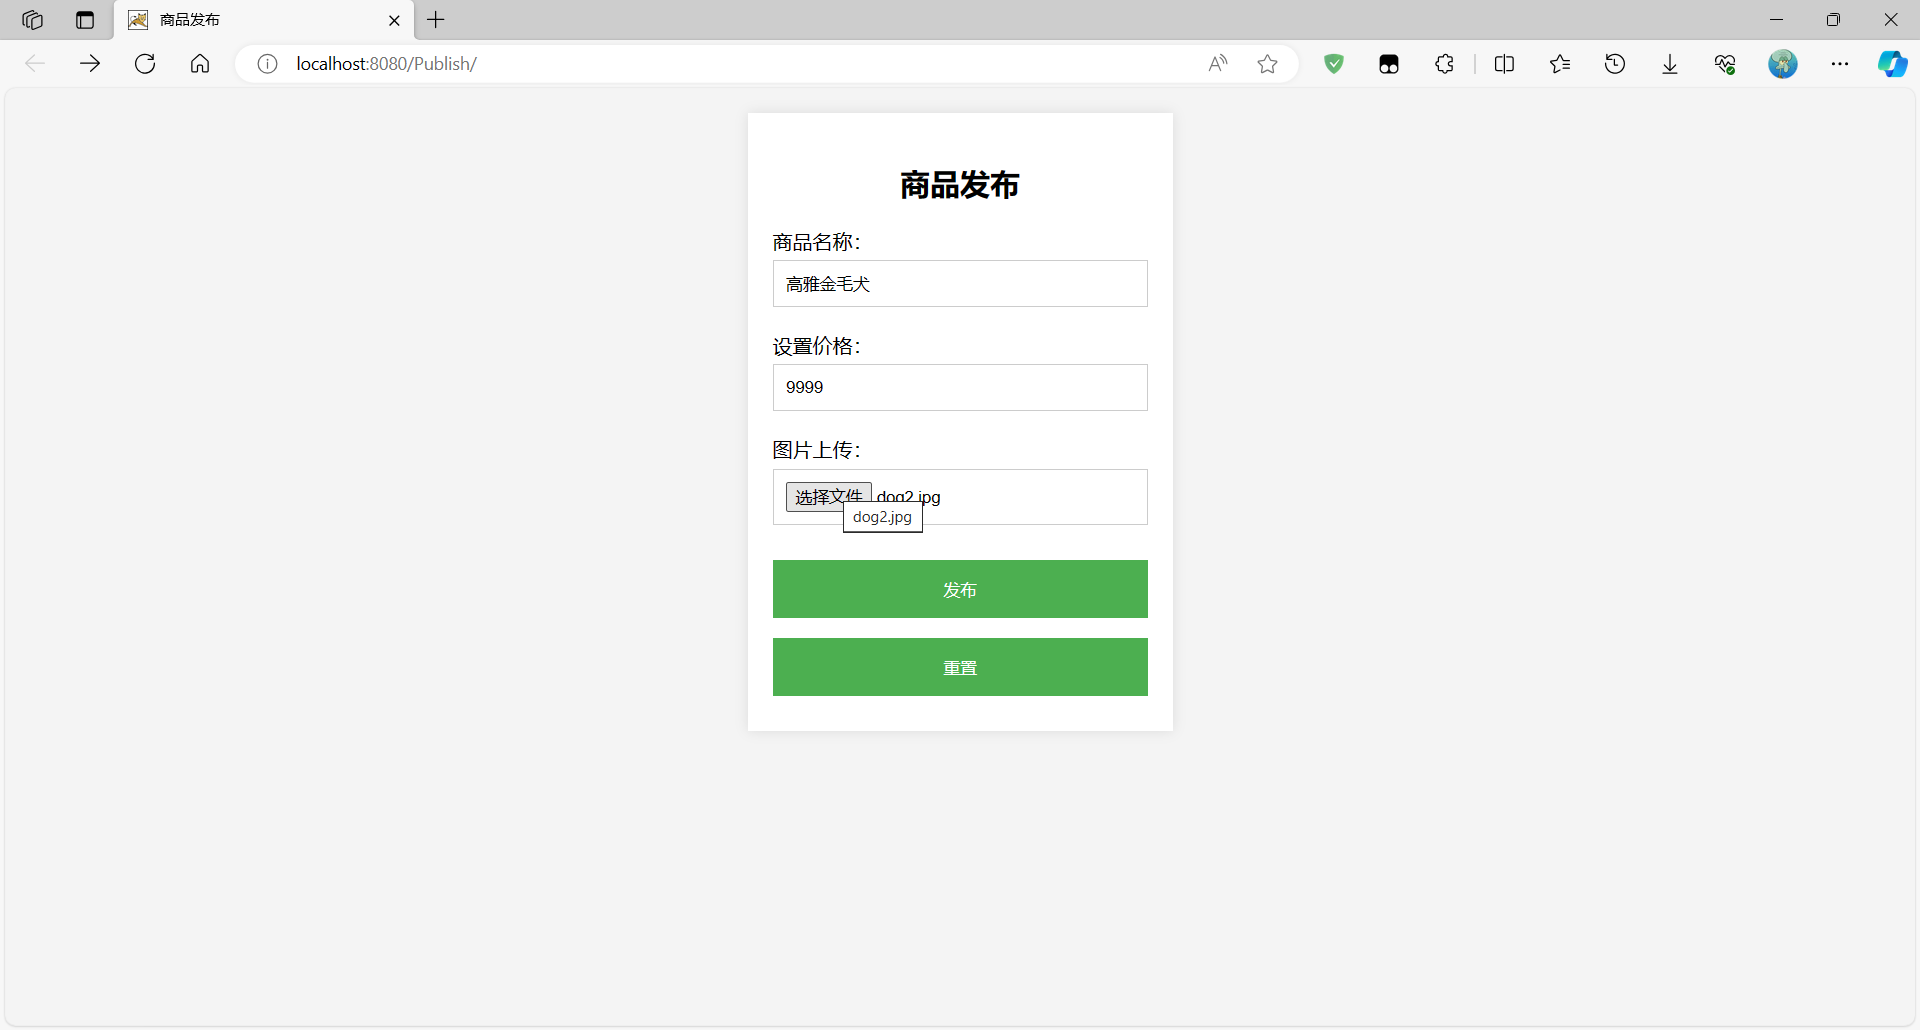 商品发布
localhost:8080/Publish/
商品发布
商品名称：
高雅金毛犬
设置价格：
9999
图片上传：
选择文件 dog2.jpg
dog2.jpg
发布
重置